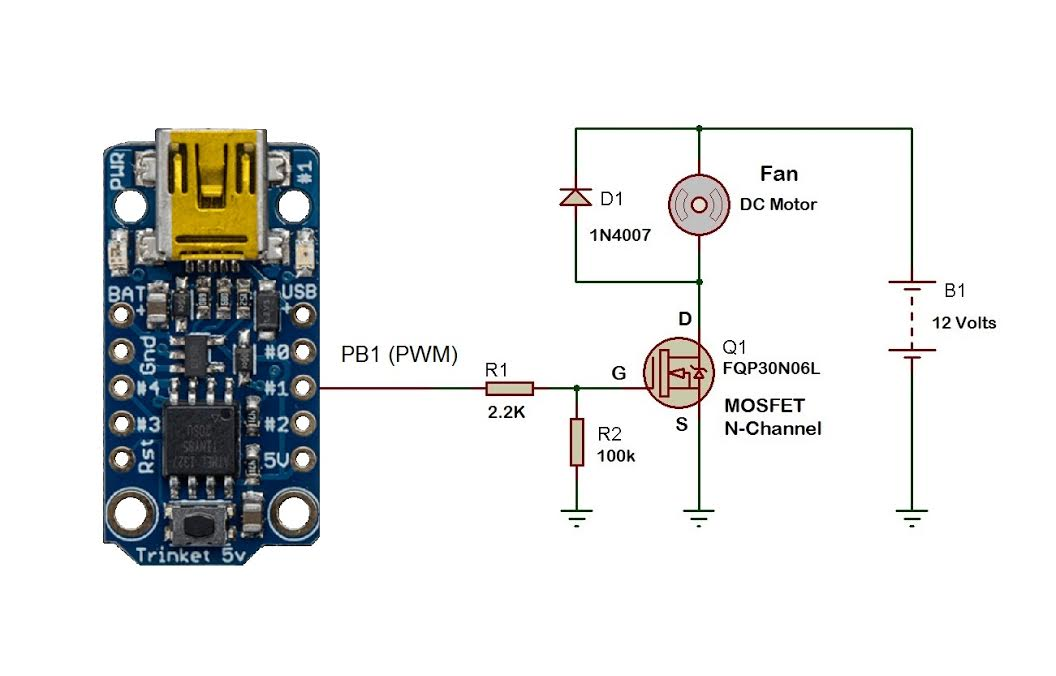 PWR
#1
BAT
+
USB
+
Gnd
#4
#3
Rst
#0
#1
#2
5V
Trinket 5v
PB1 (PWM)
R1
2.2K
R2
100k
D1
1N4007
Fan
DC Motor
D
G
S
Q1
FQP30N06L
MOSFET
N-Channel
B1
12 Volts